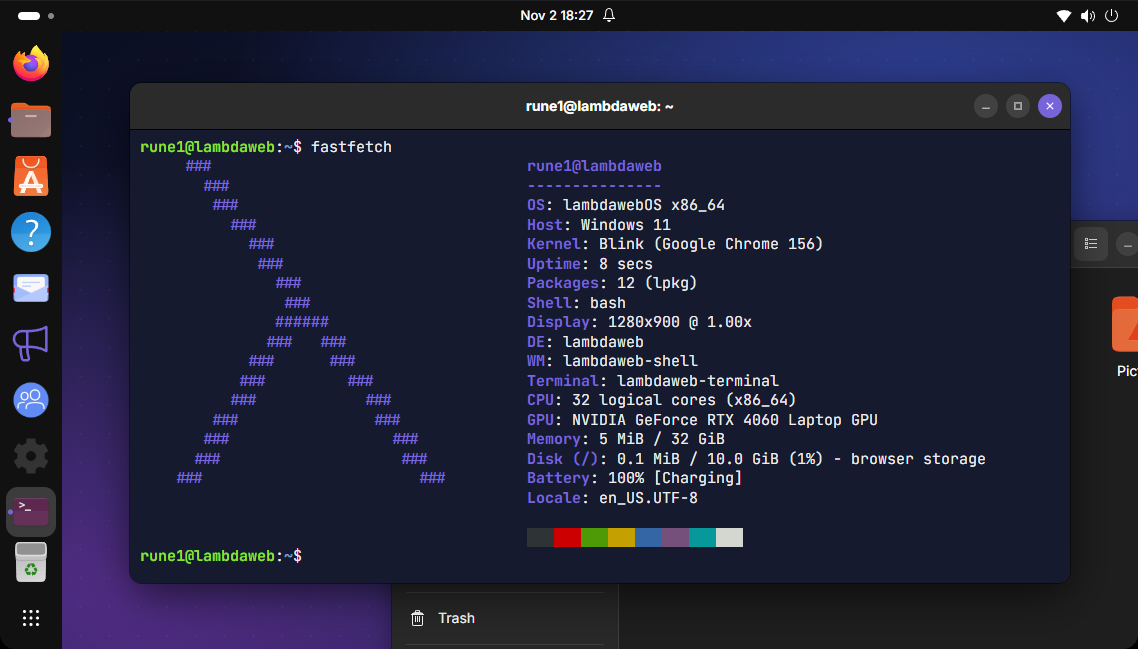 Nov 2 18:27
rune1@lambdaweb: ~
rune1@lambdaweb:~$ fastfetch
###
###
###
###
###
###
###
###
######
### ###
### ###
### ###
### ###
### ###
### ###
### ###
### ###
rune1@lambdaweb
---------------
OS: lambdawebOS x86_64
Host: Windows 11
Kernel: Blink (Google Chrome 156)
Uptime: 8 secs
Packages: 12 (lpkg)
Shell: bash
Display: 1280x900 @ 1.00x
DE: lambdaweb
WM: lambdaweb-shell
Terminal: lambdaweb-terminal
CPU: 32 logical cores (x86_64)
GPU: NVIDIA GeForce RTX 4060 Laptop GPU
Memory: 5 MiB / 32 GiB
Disk (/): 0.1 MiB / 10.0 GiB (1%) - browser storage
Battery: 100% [Charging]
Locale: en_US.UTF-8
rune1@lambdaweb:~$
Pic
Trash